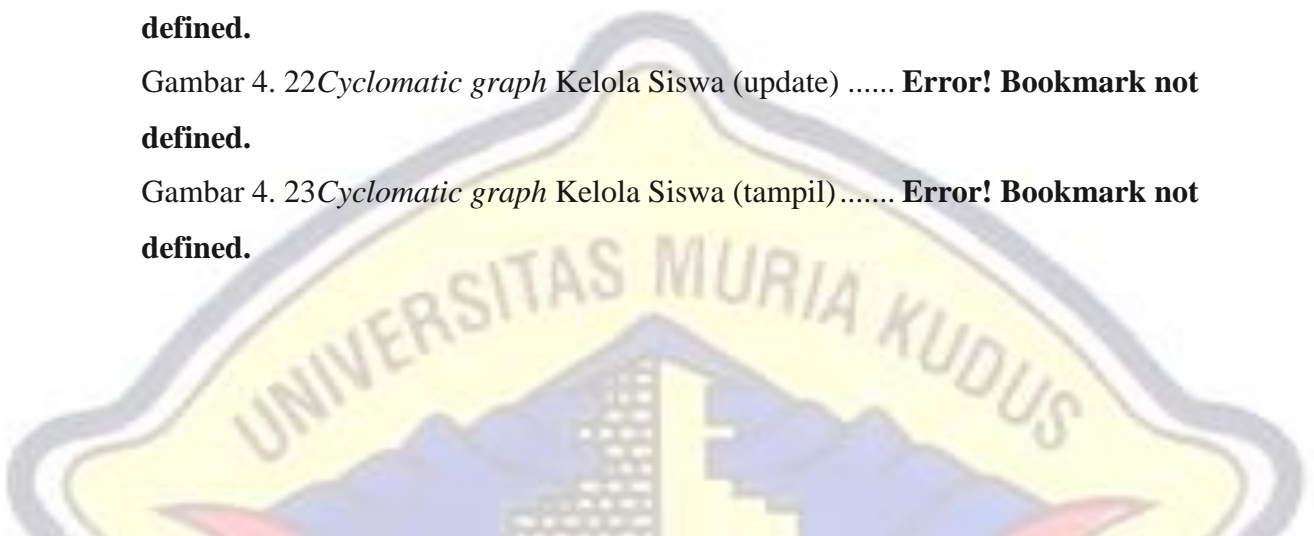 defined.
Gambar 4. 22Cyclomatic graph Kelola Siswa (update) ...... Error! Bookmark not
defined.
Gambar 4. 23Cyclomatic graph Kelola Siswa (tampil) ....... Error! Bookmark not
defined.
UNIVERSITAS MURIA KUDUS